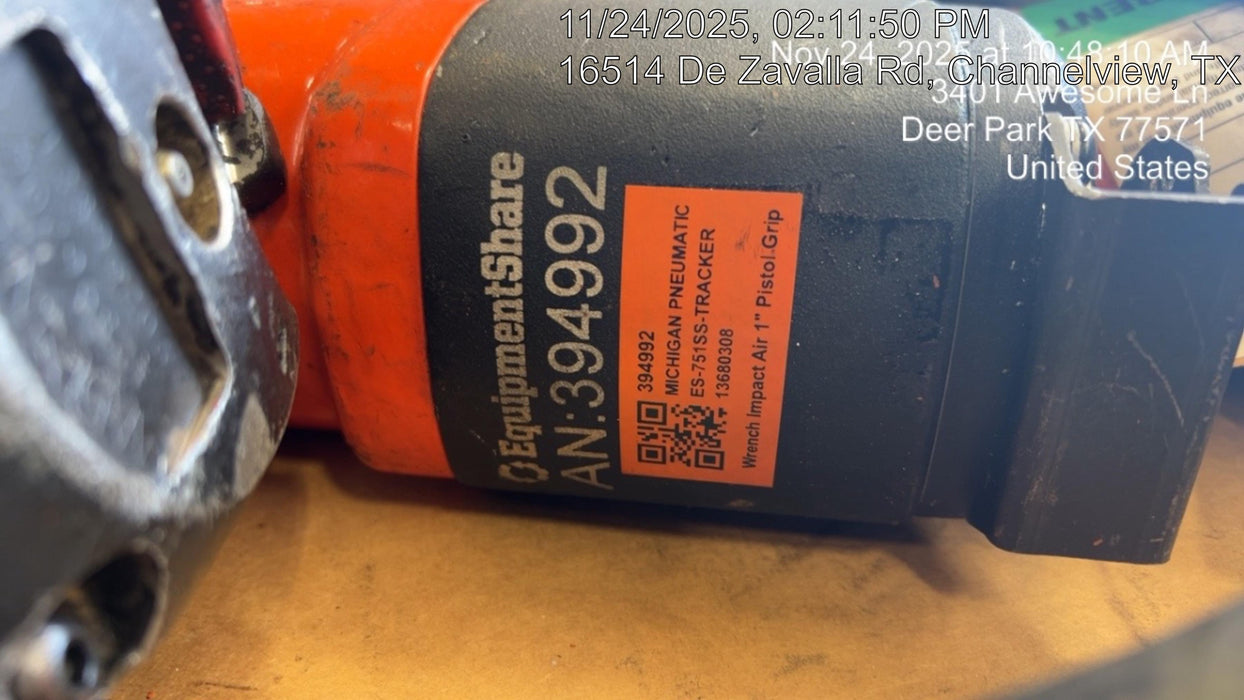 11/24/2025, 02:11:50 PM
Nov 24, 2025 at 10:48:10 AM
16514 De Zavalla Rd, Channelview, TX
3401 Awesome Ln
Deer Park TX 77571
United States
RENT
EquipmentShare
AN:394992
394992
MICHIGAN PNEUMATIC
ES-751SS-TRACKER
13680308
Wrench Impact Air 1" Pistol Grip